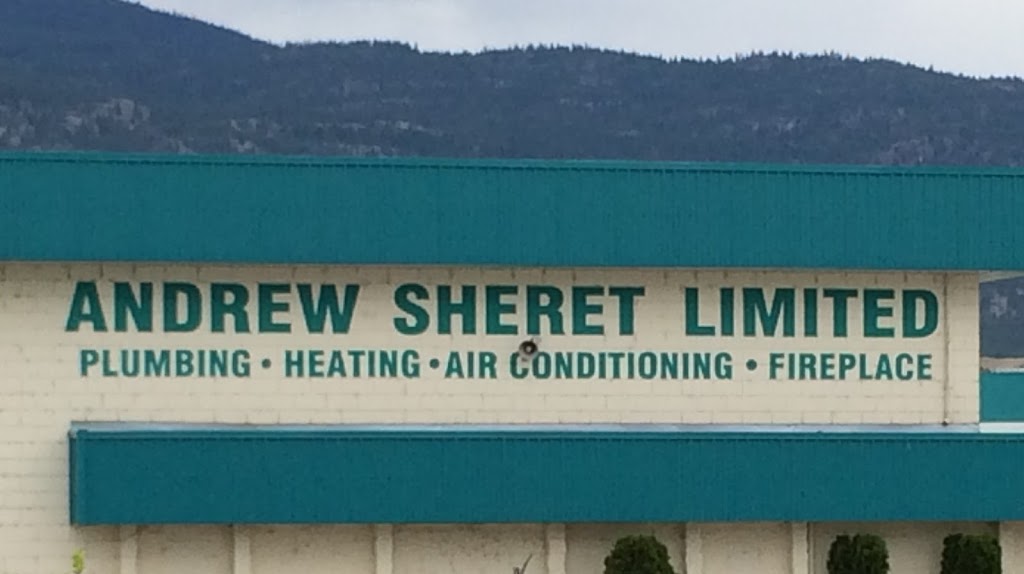 ANDREW SHERET LIMITED
PLUMBING • HEATING • AIR CONDITIONING • FIREPLACE